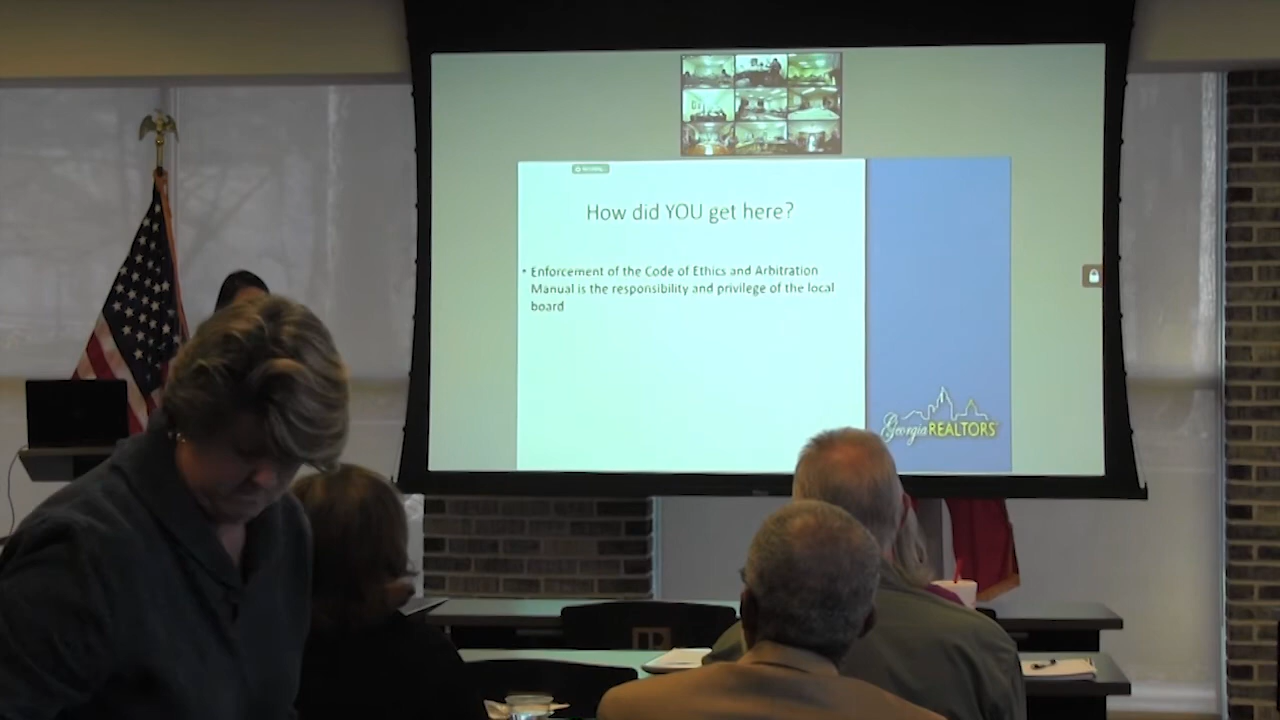 How did YOU get here?
• Enforcement of the Code of Ethics and Arbitration
Manual is the responsibility and privilege of the local
board
Georgia REALTORS